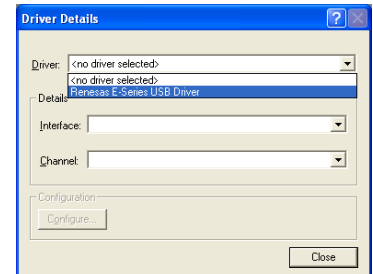 Driver Details
Driver: <no driver selected>
<no driver selected>
Renesas E-Series USB Driver
Details
Interface:
Channel:
Configuration
Configure...
Close